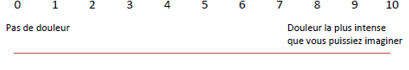 0 1 2 3 4 5 6 7 8 9 10
Pas de douleur Douleur la plus intense
que vous puissiez imaginer